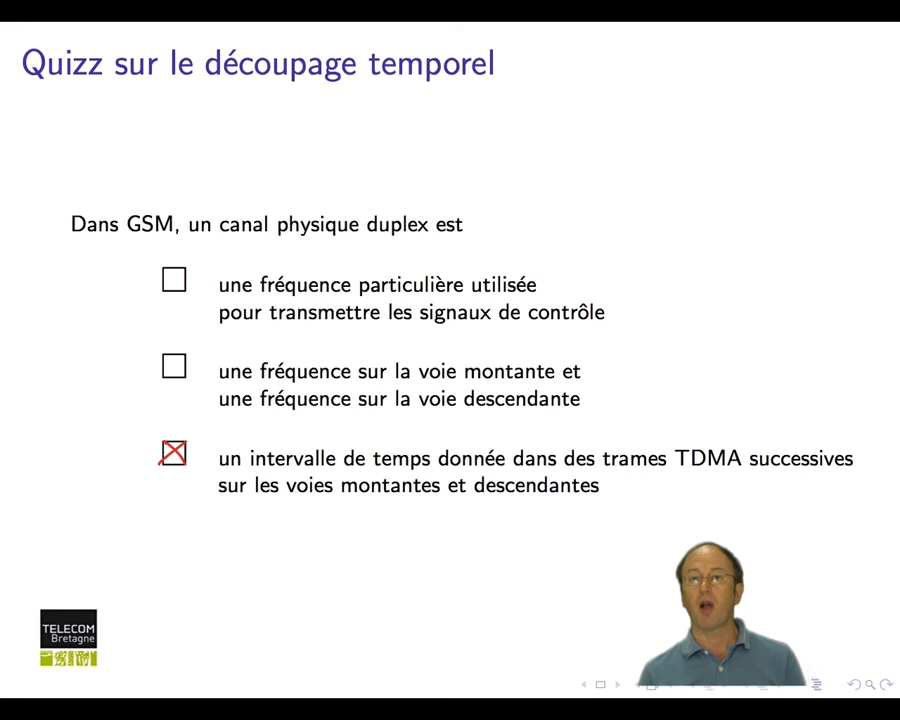 Quizz sur le découpage temporel
Dans GSM, un canal physique duplex est
une fréquence particulière utilisée
pour transmettre les signaux de contrôle
une fréquence sur la voie montante et
une fréquence sur la voie descendante
un intervalle de temps donnée dans des trames TDMA successives
sur les voies montantes et descendantes
TELECOM
Bretagne